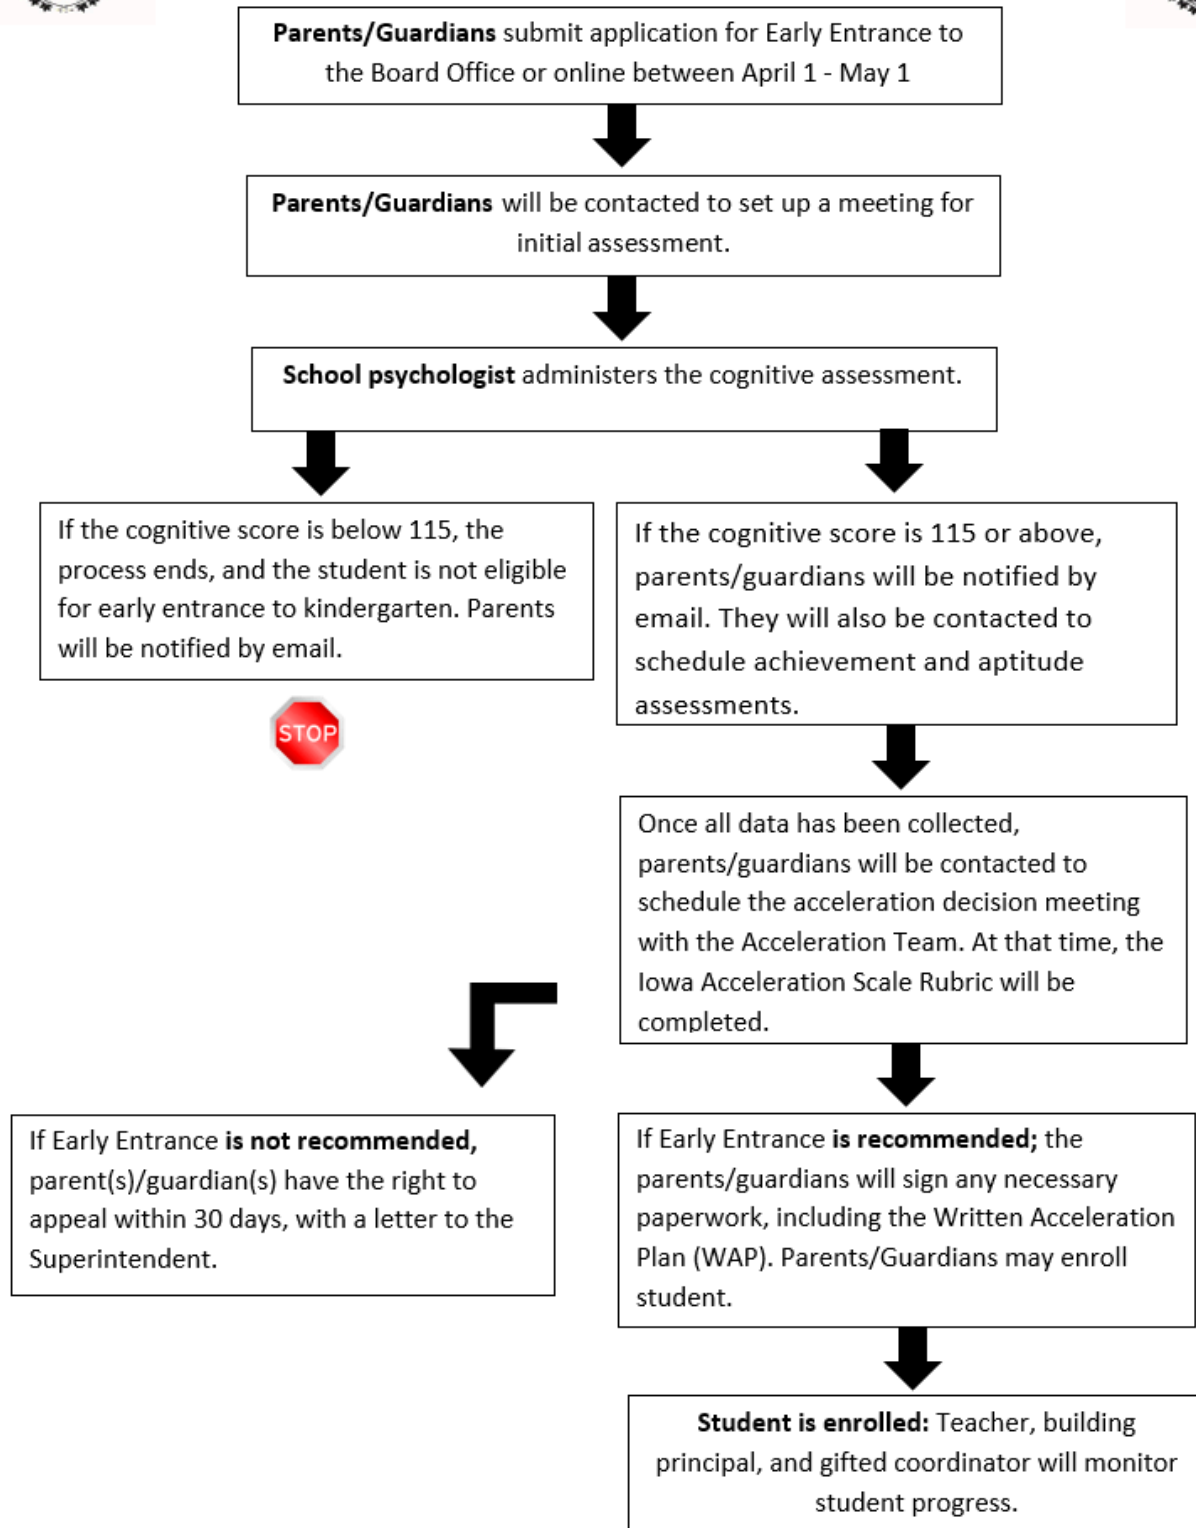 Parents/Guardians submit application for Early Entrance to
the Board Office or online between April 1 - May 1
Parents/Guardians will be contacted to set up a meeting for
initial assessment.
School psychologist administers the cognitive assessment.
If the cognitive score is below 115, the
process ends, and the student is not eligible
for early entrance to kindergarten. Parents
will be notified by email.
STOP
If the cognitive score is 115 or above,
parents/guardians will be notified by
email. They will also be contacted to
schedule achievement and aptitude
assessments.
Once all data has been collected,
parents/guardians will be contacted to
schedule the acceleration decision meeting
with the Acceleration Team. At that time, the
Iowa Acceleration Scale Rubric will be
completed.
If Early Entrance is not recommended,
parent(s)/guardian(s) have the right to
appeal within 30 days, with a letter to the
Superintendent.
If Early Entrance is recommended; the
parents/guardians will sign any necessary
paperwork, including the Written Acceleration
Plan (WAP). Parents/Guardians may enroll
student.
Student is enrolled: Teacher, building
principal, and gifted coordinator will monitor
student progress.